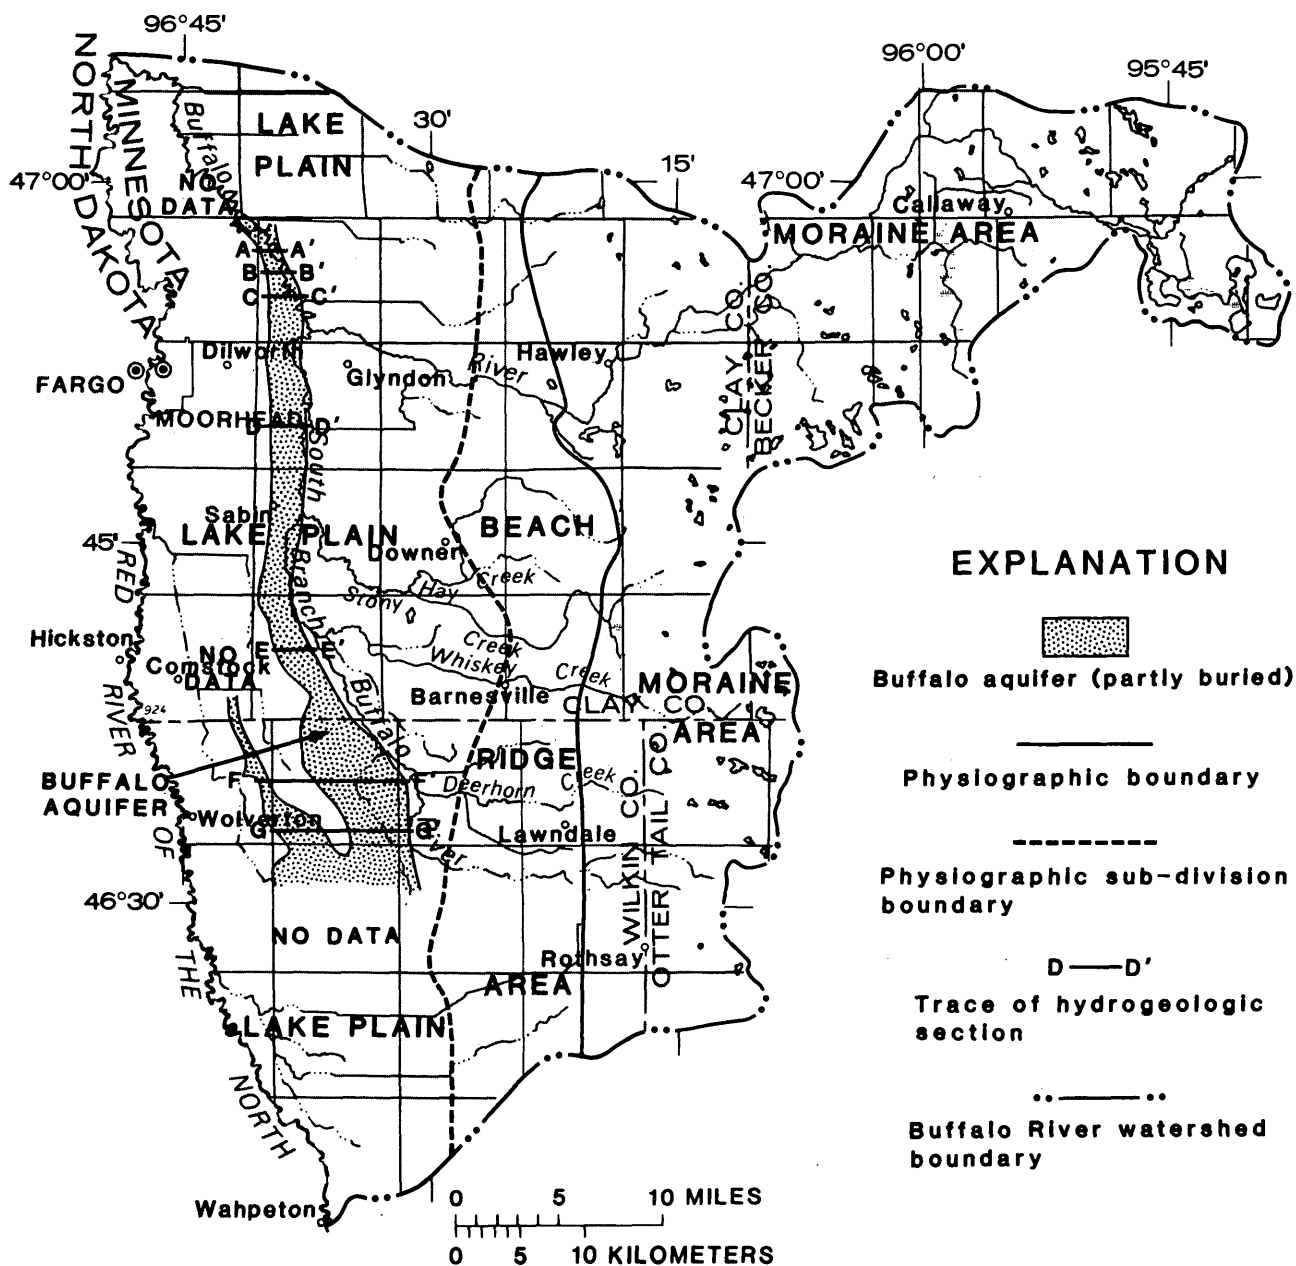 96°45'
96°00'
95°45'
NORTH DAKOTA
MINNESOTA
Buffalo
LAKE
PLAIN
30'
15'
47°00'
47°00'
NO
DATA
Callaway
MORAINE AREA
A A'
B B'
C C'
CLAY CO.
BECKER CO.
Dilworth
Hawley
River
FARGO
Glyndon
MOORHEAD
D D'
South
Sabin
LAKE PLAIN
BEACH
Downer
45'
EXPLANATION
RED
Branch
Hay Creek
Stony
Creek
Hickston
NO
E E'
Comstock
DATA
Whiskey
Creek
Buffalo aquifer (partly buried)
MORAINE
Barnesville
CLAY CO.
RIVER
924
Buffalo
AREA
RIDGE
Physiographic boundary
BUFFALO
AQUIFER
F F'
Deerhorn
Creek
Wolverton
OF
G G'
River
Lawndale
WILKIN CO.
OTTER TAIL CO.
Physiographic sub-division
boundary
46°30'
NO DATA
THE
Rothsay
D D'
AREA
Trace of hydrogeologic
section
LAKE PLAIN
NORTH
Buffalo River watershed
boundary
Wahpeton
0 5 10 MILES
0 5 10 KILOMETERS